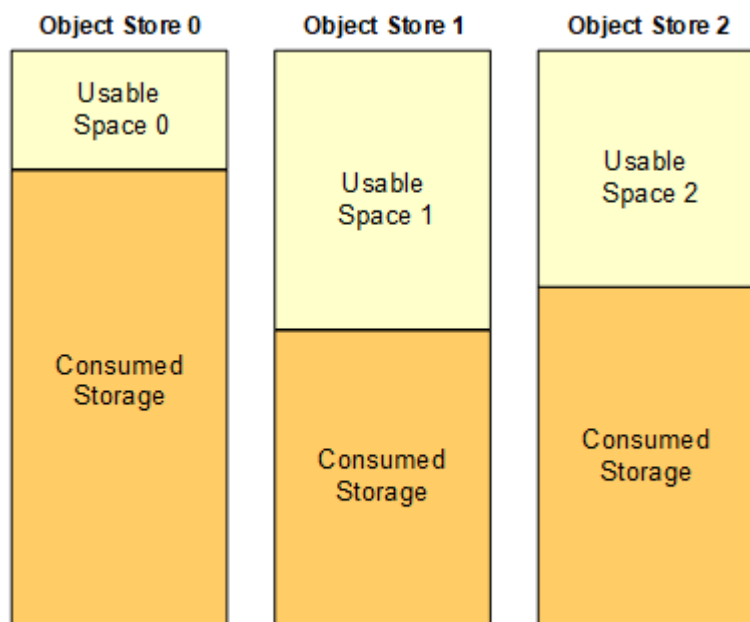 Object Store 0
Object Store 1
Object Store 2
Usable
Space 0
Usable
Space 1
Usable
Space 2
Consumed
Storage
Consumed
Storage
Consumed
Storage